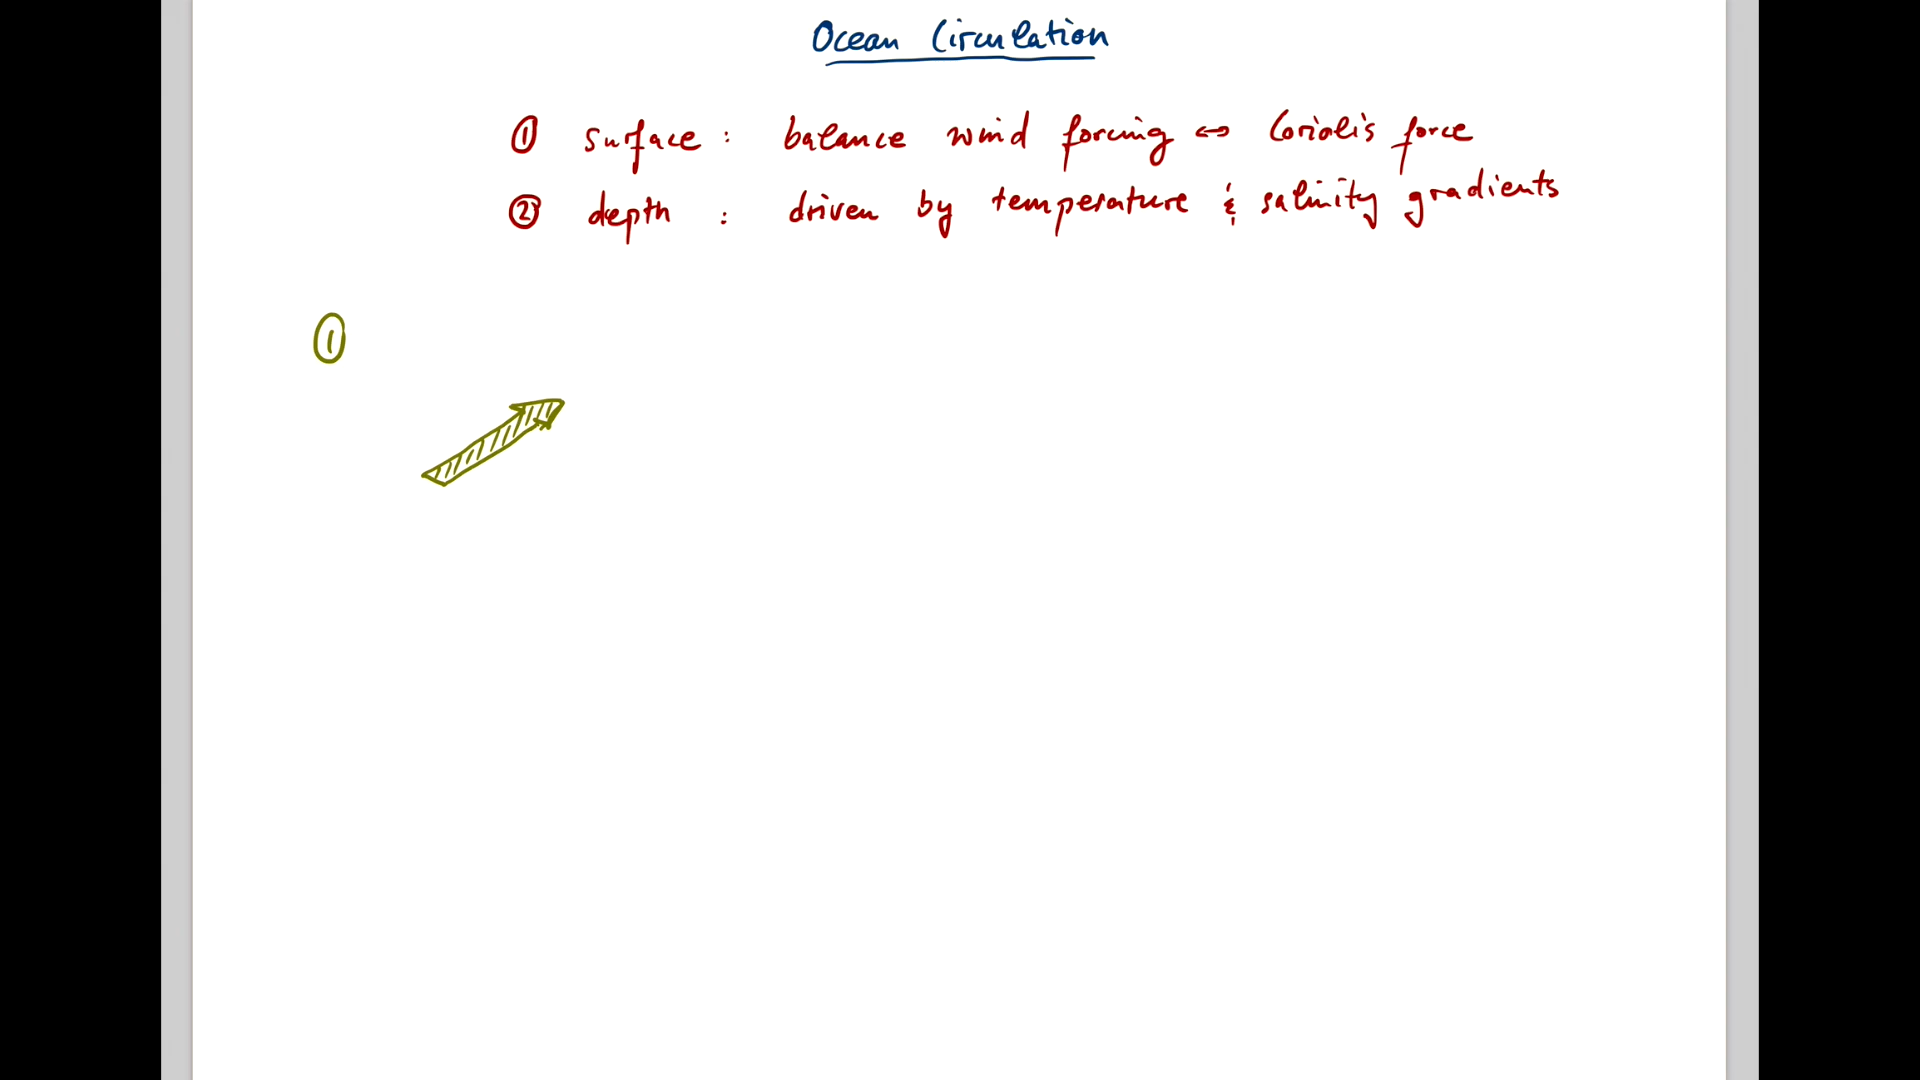 Ocean Circulation
① surface : balance wind forcing ↔ Coriolis force
② depth : driven by temperature & salinity gradients
①